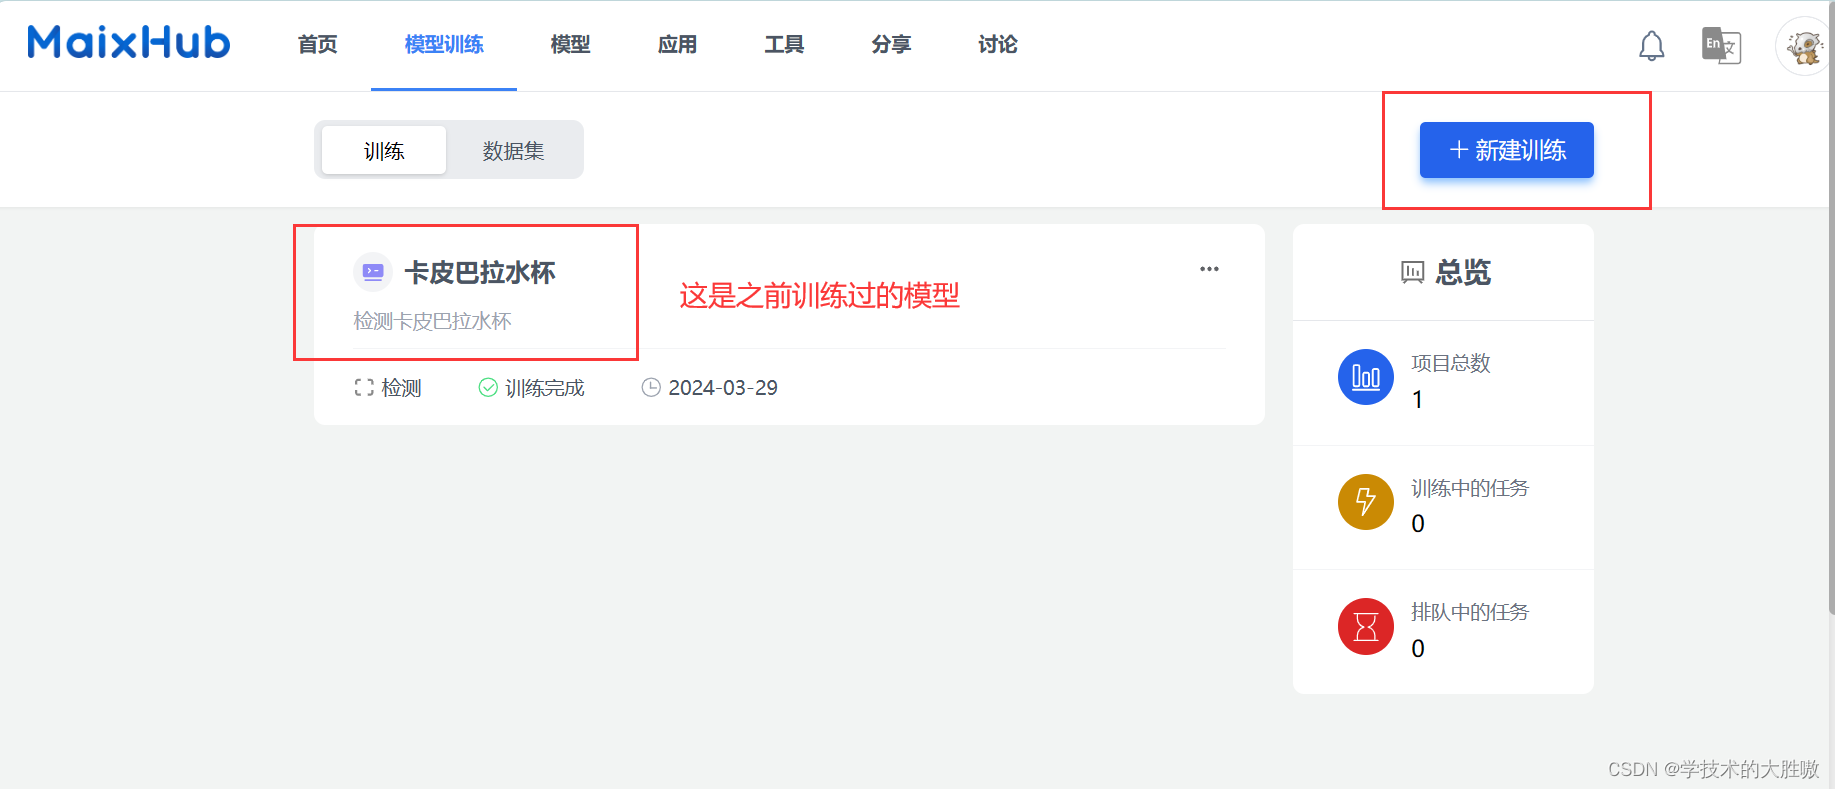 MaixHub 首页 模型训练 模型 应用 工具 分享 讨论 En 文
训练 数据集 + 新建训练
卡皮巴拉水杯
检测卡皮巴拉水杯
这是之前训练过的模型
检测 训练完成 2024-03-29
总览
项目总数
1
训练中的任务
0
排队中的任务
0
CSDN @学技术的大胜嗷